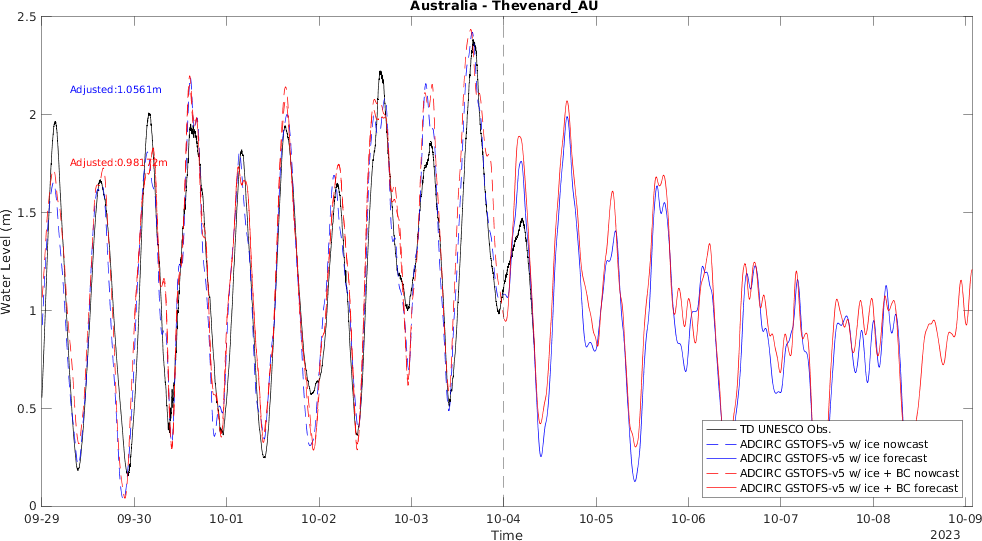 Australia - Thevenard_AU
2.5
2
1.5
1
0.5
0
Water Level (m)
Adjusted:1.0561m
Adjusted:0.98172m
TD UNESCO Obs.
ADCIRC GSTOFS-v5 w/ ice nowcast
ADCIRC GSTOFS-v5 w/ ice forecast
ADCIRC GSTOFS-v5 w/ ice + BC nowcast
ADCIRC GSTOFS-v5 w/ ice + BC forecast
09-29 09-30 10-01 10-02 10-03 10-04 10-05 10-06 10-07 10-08 10-09
Time
2023